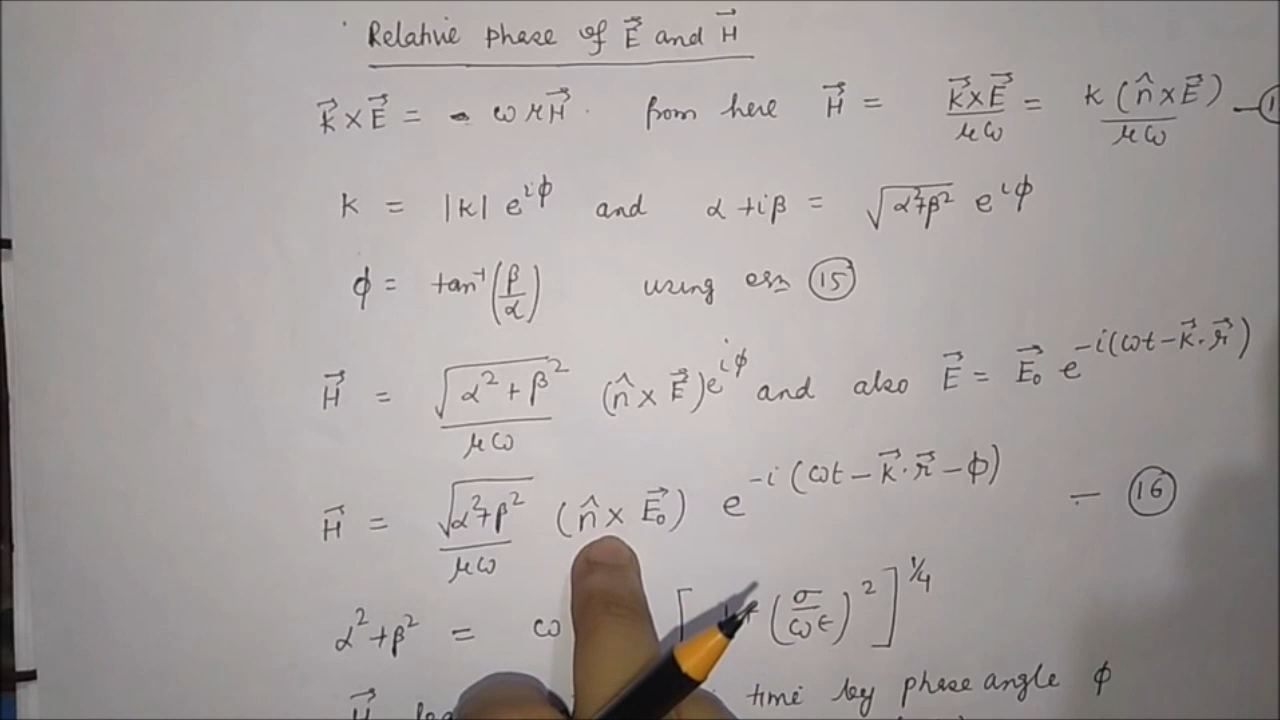 Relative phase of E⃗ and H⃗
k⃗×E⃗ = - ωμH⃗. from here H⃗ = k⃗×E⃗/μω = k(n̂×E⃗)/μω —
k = |k| e^{iϕ} and α+iβ = √(α²+β²) e^{iϕ}
ϕ = tan⁻¹(β/α) using eqn (15)
H⃗ = √(α²+β²)/μω (n̂×E⃗)e^{iϕ} and also E⃗ = E⃗₀ e^{-i(ωt-k⃗·r⃗)}
H⃗ = √(α²+β²)/μω (n̂×E⃗₀) e^{-i(ωt-k⃗·r⃗-ϕ)} — (16)
α²+β² = ω [ (σ/ωϵ)²]^{1/4}
H⃗ time by phase angle ϕ